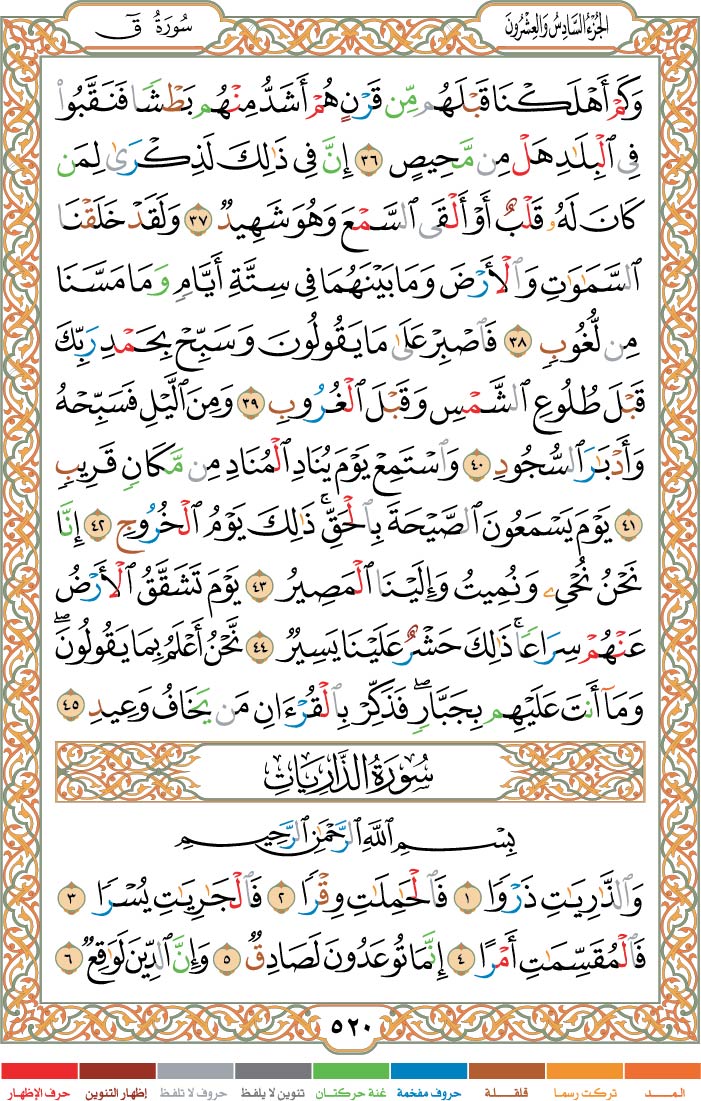 سُورَةُ قٓ
الجُزْءُ السَّادِسُ وَالعِشْرُونَ
وَكَمْ أَهْلَكْنَا قَبْلَهُم مِّن قَرْنٍ هُمْ أَشَدُّ مِنْهُم بَطْشًا فَنَقَّبُوا۟
فِى ٱلْبِلَـٰدِ هَلْ مِن مَّحِيصٍ ٣٦ إِنَّ فِى ذَٰلِكَ لَذِكْرَىٰ لِمَن
كَانَ لَهُۥ قَلْبٌ أَوْ أَلْقَى ٱلسَّمْعَ وَهُوَ شَهِيدٌ ٣٧ وَلَقَدْ خَلَقْنَا
ٱلسَّمَـٰوَٰتِ وَٱلْأَرْضَ وَمَا بَيْنَهُمَا فِى سِتَّةِ أَيَّامٍ وَمَا مَسَّنَا
مِن لُّغُوبٍ ٣٨ فَٱصْبِرْ عَلَىٰ مَا يَقُولُونَ وَسَبِّحْ بِحَمْدِ رَبِّكَ
قَبْلَ طُلُوعِ ٱلشَّمْسِ وَقَبْلَ ٱلْغُرُوبِ ٣٩ وَمِنَ ٱلَّيْلِ فَسَبِّحْهُ
وَأَدْبَـٰرَ ٱلسُّجُودِ ٤٠ وَٱسْتَمِعْ يَوْمَ يُنَادِ ٱلْمُنَادِ مِن مَّكَانٍ قَرِيبٍ
٤١ يَوْمَ يَسْمَعُونَ ٱلصَّيْحَةَ بِٱلْحَقِّ ۚ ذَٰلِكَ يَوْمُ ٱلْخُرُوجِ ٤٢ إِنَّا
نَحْنُ نُحْىِۦ وَنُمِيتُ وَإِلَيْنَا ٱلْمَصِيرُ ٤٣ يَوْمَ تَشَقَّقُ ٱلْأَرْضُ
عَنْهُمْ سِرَاعًا ۚ ذَٰلِكَ حَشْرٌ عَلَيْنَا يَسِيرٌ ٤٤ نَّحْنُ أَعْلَمُ بِمَا يَقُولُونَ ۖ
وَمَآ أَنتَ عَلَيْهِم بِجَبَّارٍ ۖ فَذَكِّرْ بِٱلْقُرْءَانِ مَن يَخَافُ وَعِيدِ ٤٥
سُورَةُ الذَّارِيَاتِ
بِسْمِ ٱللَّهِ ٱلرَّحْمَـٰنِ ٱلرَّحِيمِ
وَٱلذَّٰرِيَـٰتِ ذَرْوًا ١ فَٱلْحَـٰمِلَـٰتِ وِقْرًا ٢ فَٱلْجَـٰرِيَـٰتِ يُسْرًا ٣
فَٱلْمُقَسِّمَـٰتِ أَمْرًا ٤ إِنَّمَا تُوعَدُونَ لَصَادِقٌ ٥ وَإِنَّ ٱلدِّينَ لَوَٰقِعٌ ٦
٥٢٠
المــد تركت رسما قلقلة حروف مفخمة غنة حركتان تنوين لا يلفظ حروف لا تلفظ إظهار التنوين حرف الإظهار